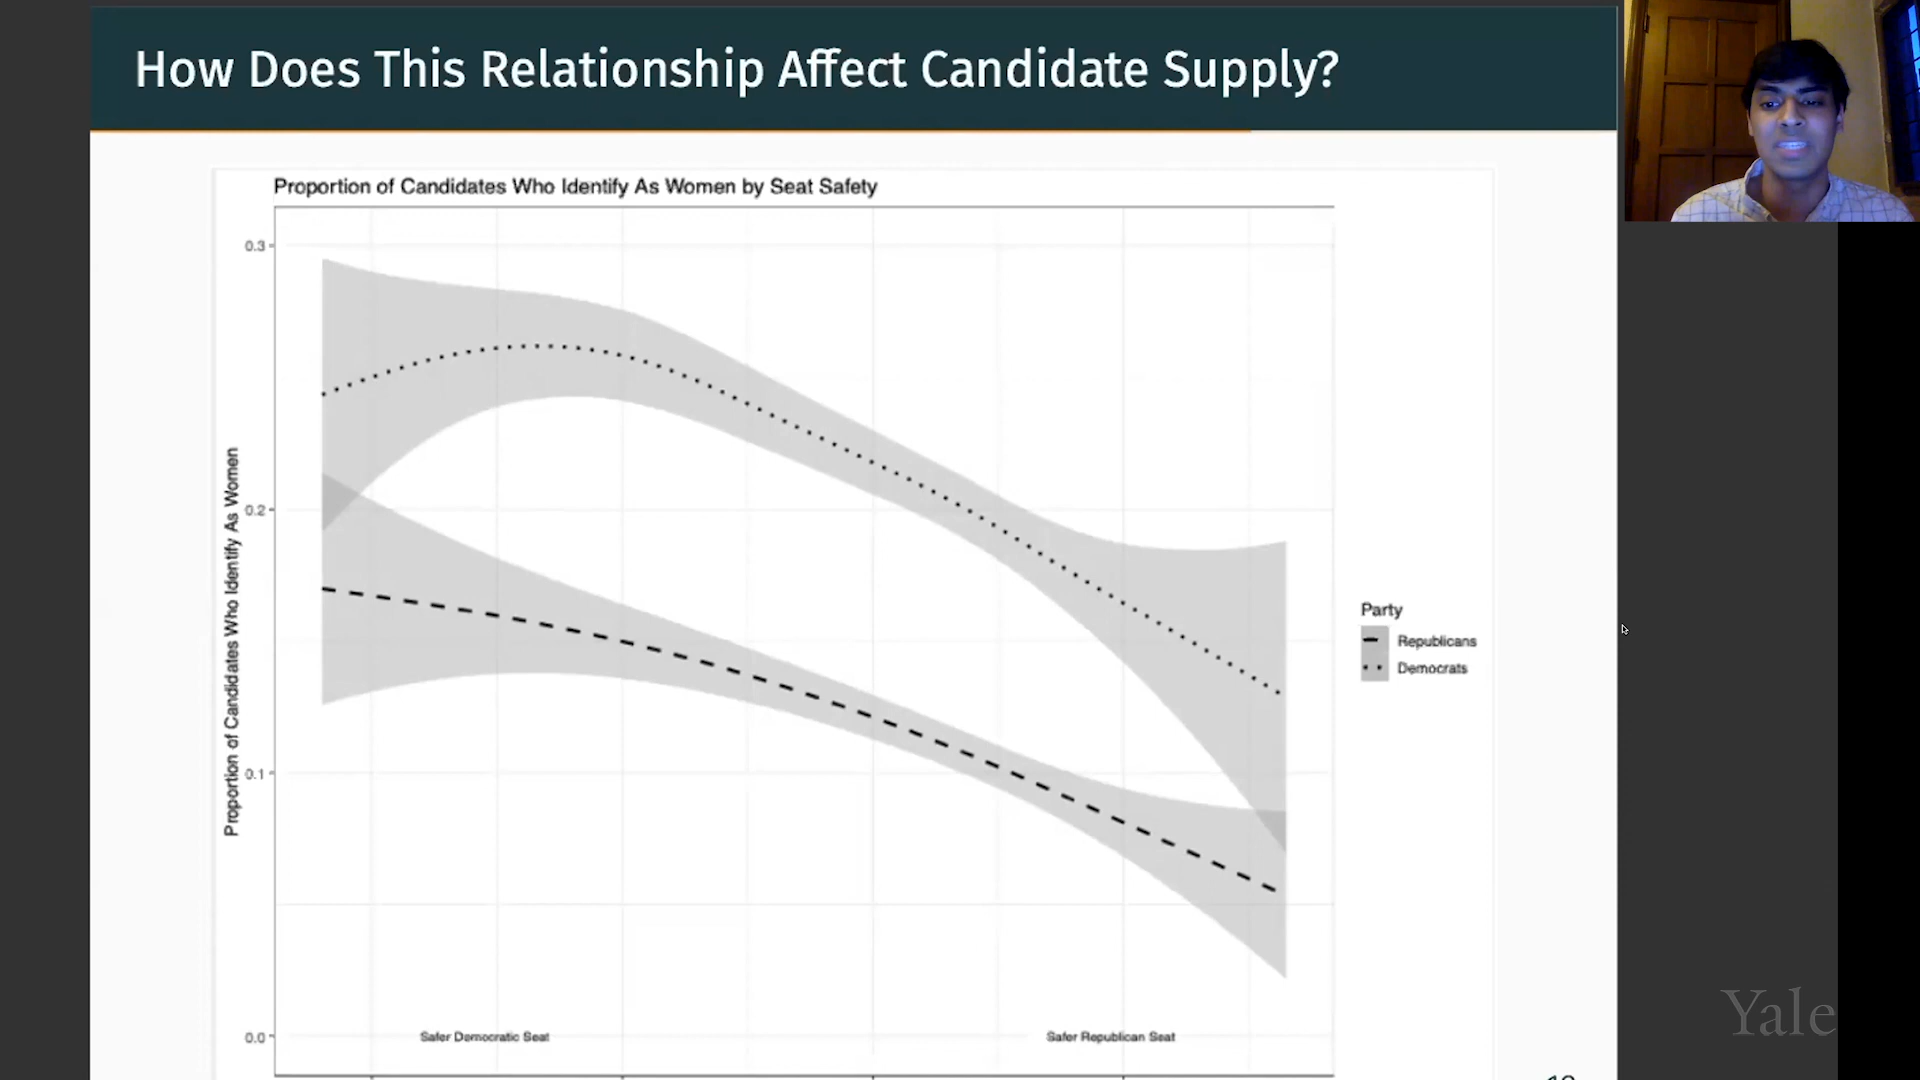 How Does This Relationship Affect Candidate Supply?
Proportion of Candidates Who Identify As Women by Seat Safety
Proportion of Candidates Who Identify As Women
0.3
0.2
0.1
0.0
Safer Democratic Seat
Safer Republican Seat
Party
Republicans
Democrats
Yale